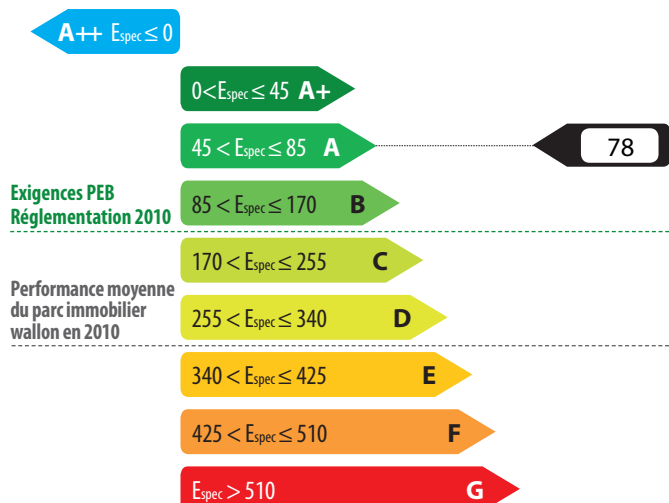 A++ Espec ≤ 0
0<Espec ≤ 45 A+
45 < Espec ≤ 85 A
78
Exigences PEB
Réglementation 2010
85 < Espec ≤ 170 B
170 < Espec ≤ 255 C
Performance moyenne
du parc immobilier
wallon en 2010
255 < Espec ≤ 340 D
340 < Espec ≤ 425 E
425 < Espec ≤ 510 F
Espec > 510 G